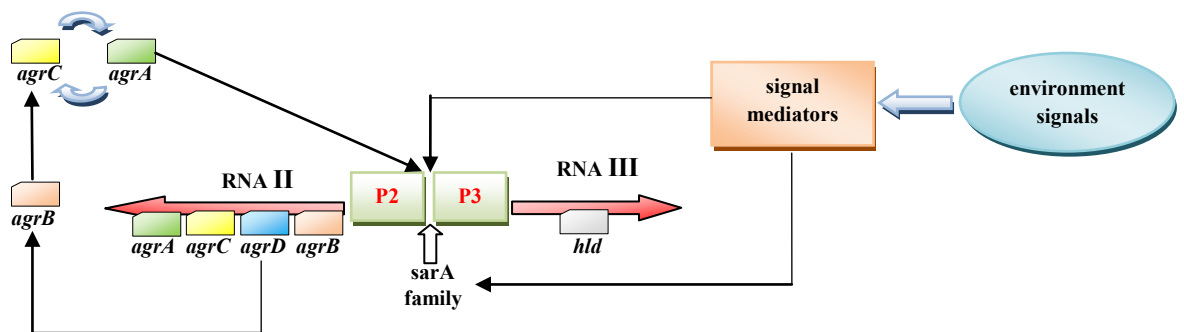 agrC
agrA
signal
mediators
environment
signals
agrB
RNA II
P2
P3
RNA III
agrA
agrC
agrD
agrB
hld
sarA
family